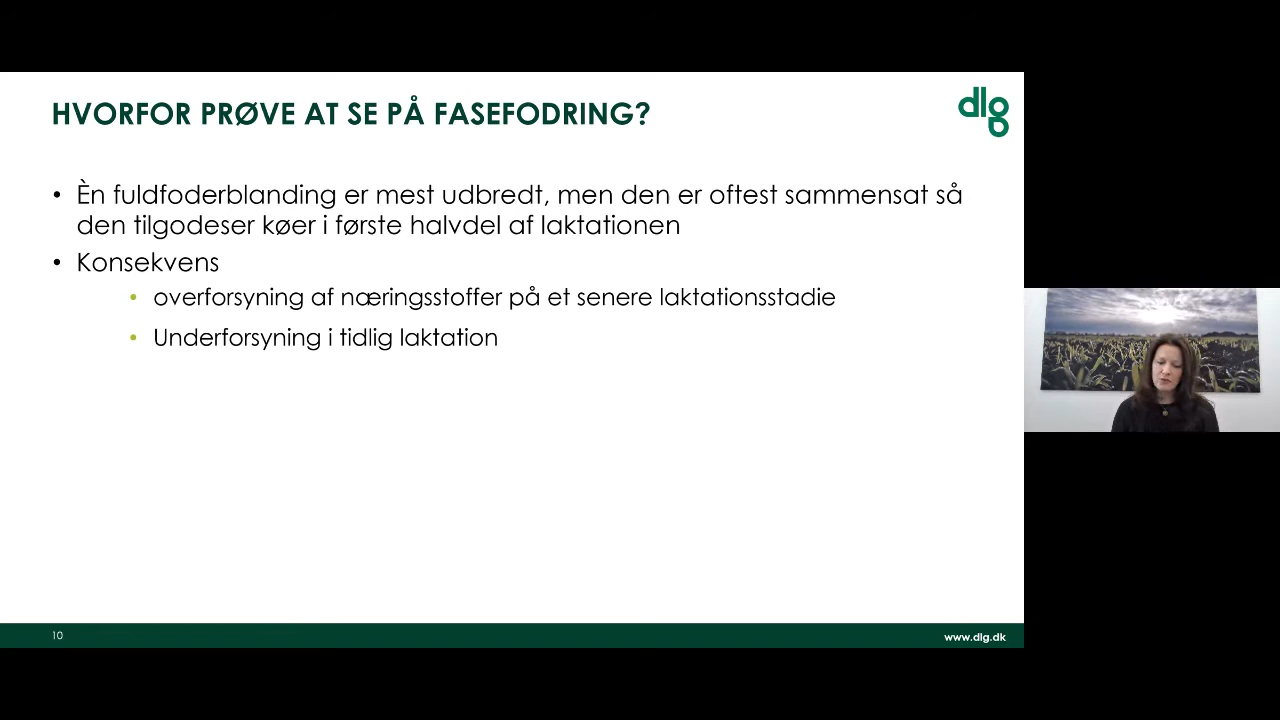 HVORFOR PRØVE AT SE PÅ FASEFODRING?
dlg
• Èn fuldfoderblanding er mest udbredt, men den er oftest sammensat så
den tilgodeser køer i første halvdel af laktationen
• Konsekvens
• overforsyning af næringsstoffer på et senere laktationsstadie
• Underforsyning i tidlig laktation
10
www.dlg.dk